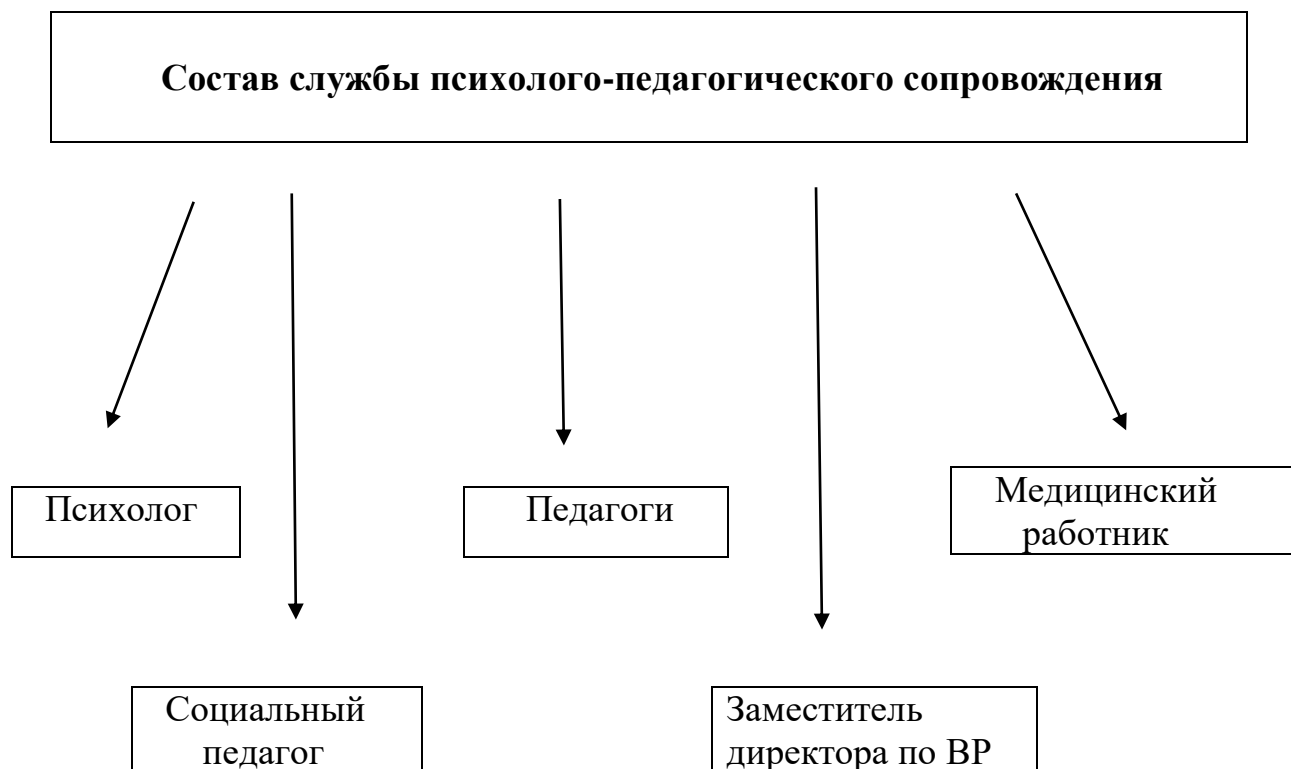 Состав службы психолого-педагогического сопровождения
Психолог
Педагоги
Медицинский
работник
Социальный
педагог
Заместитель
директора по ВР